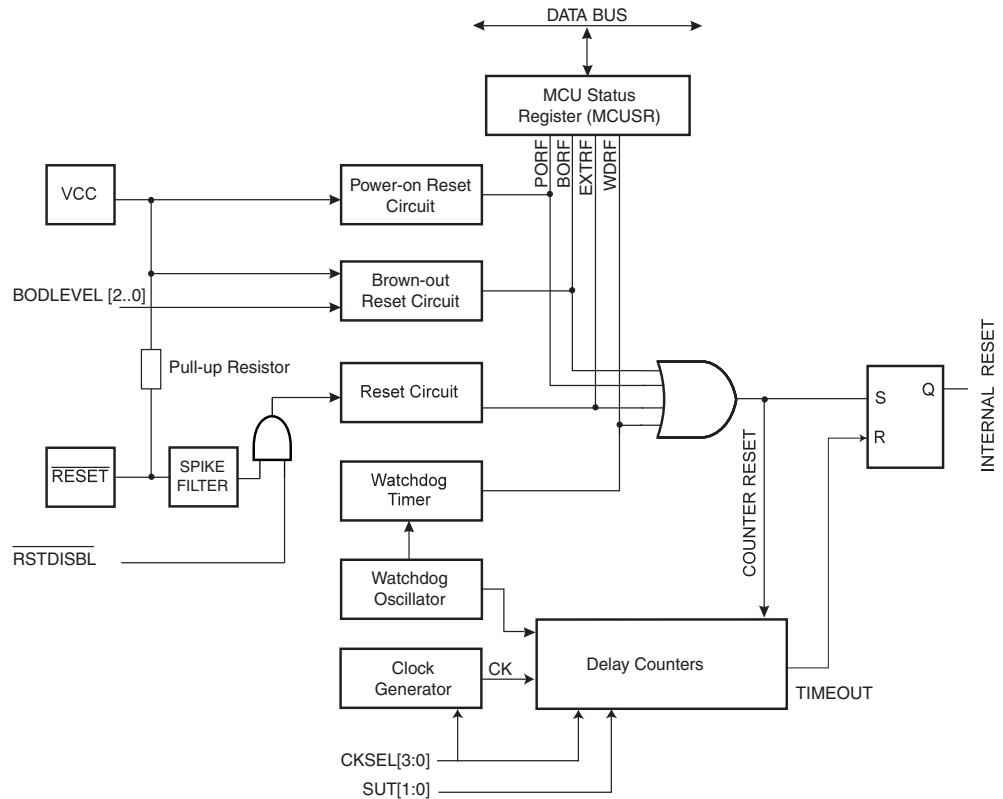 DATA BUS
MCU Status
Register (MCUSR)
PORF
BORF
EXTRF
WDRF
VCC
Power-on Reset
Circuit
Brown-out
Reset Circuit
BODLEVEL [2..0]
Pull-up Resistor
Reset Circuit
S
Q
R
INTERNAL RESET
RESET
SPIKE
FILTER
Watchdog
Timer
COUNTER RESET
RSTDISBL
Watchdog
Oscillator
Clock
Generator
CK
Delay Counters
TIMEOUT
CKSEL[3:0]
SUT[1:0]